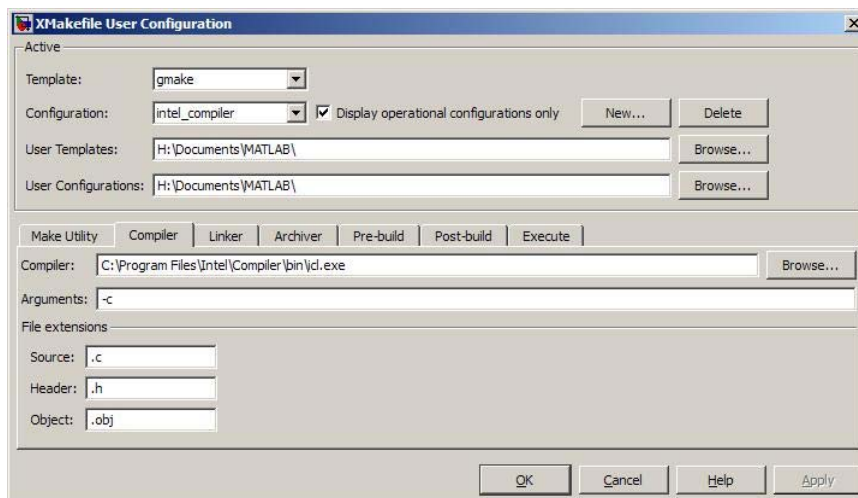 XMakefile User Configuration
Active
Template: gmake
Configuration: intel_compiler Display operational configurations only New... Delete
User Templates: H:\Documents\MATLAB\ Browse...
User Configurations: H:\Documents\MATLAB\ Browse...
Make Utility Compiler Linker Archiver Pre-build Post-build Execute
Compiler: C:\Program Files\Intel\Compiler\bin\icl.exe Browse...
Arguments: -c
File extensions
Source: .c
Header: .h
Object: .obj
OK Cancel Help Apply